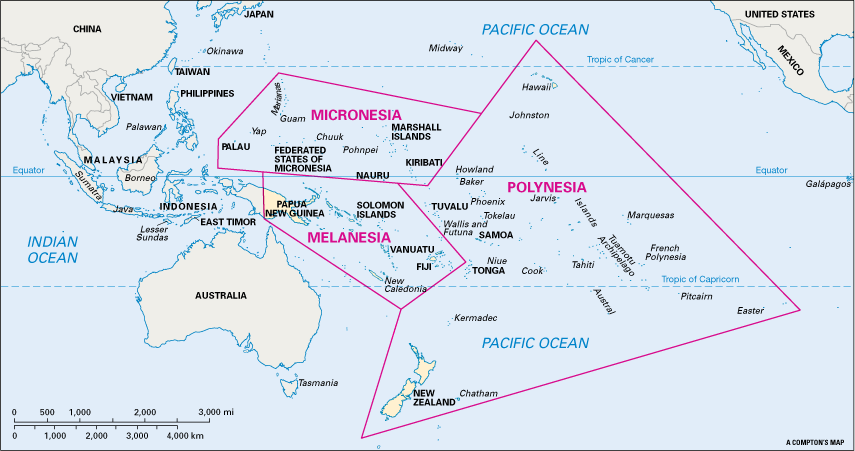 JAPAN
UNITED STATES
CHINA
PACIFIC OCEAN
Okinawa
Midway
MEXICO
Tropic of Cancer
TAIWAN
Hawaii
VIETNAM
PHILIPPINES
Marianas
MICRONESIA
Johnston
Guam
Palawan
Yap
Chuuk
MARSHALL
ISLANDS
PALAU
FEDERATED
STATES OF
MICRONESIA
Pohnpei
Line
MALAYSIA
KIRIBATI
Equator
Howland
Equator
Borneo
NAURU
Baker
Sumatra
POLYNESIA
Galápagos
Java
INDONESIA
PAPUA
NEW GUINEA
SOLOMON
ISLANDS
TUVALU
Phoenix
Jarvis
Islands
Tokelau
Marquesas
EAST TIMOR
Lesser
Sundas
MELANESIA
Wallis and
Futuna
SAMOA
INDIAN
OCEAN
VANUATU
Tuamotu
Archipelago
French
Polynesia
FIJI
Niue
TONGA
Cook
Tahiti
New
Caledonia
Tropic of Capricorn
AUSTRALIA
Austral
Pitcairn
Easter
Kermadec
PACIFIC OCEAN
Tasmania
NEW
ZEALAND
Chatham
0 500 1,000 2,000 3,000 mi
0 1,000 2,000 3,000 4,000 km
A COMPTON'S MAP